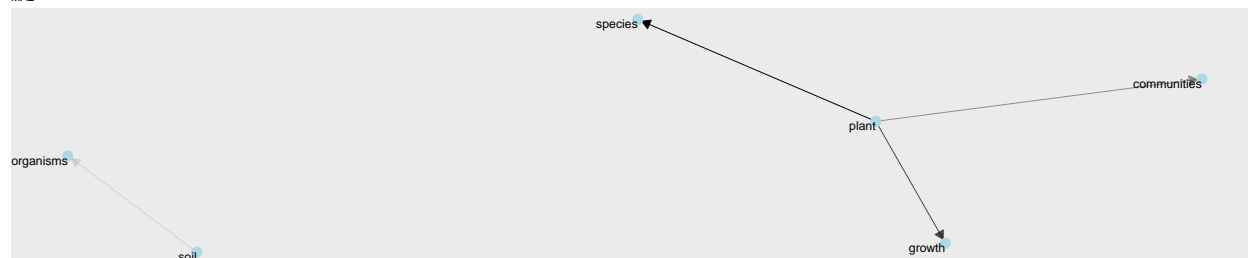 species
communities
plant
organisms
growth
soil